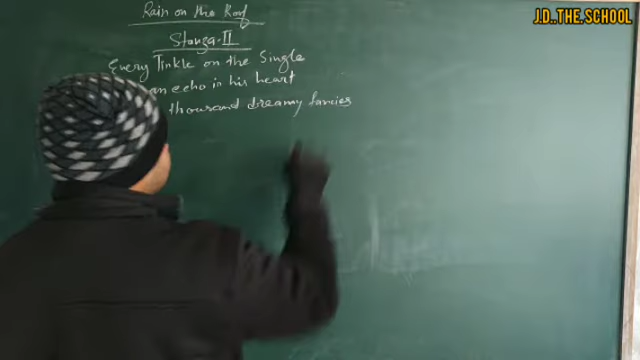 J.D..THE.SCHOOL
Rain on the Roof
Stanza-II
Every Tinkle on the Single
an echo in his heart
thousand dreamy fancies